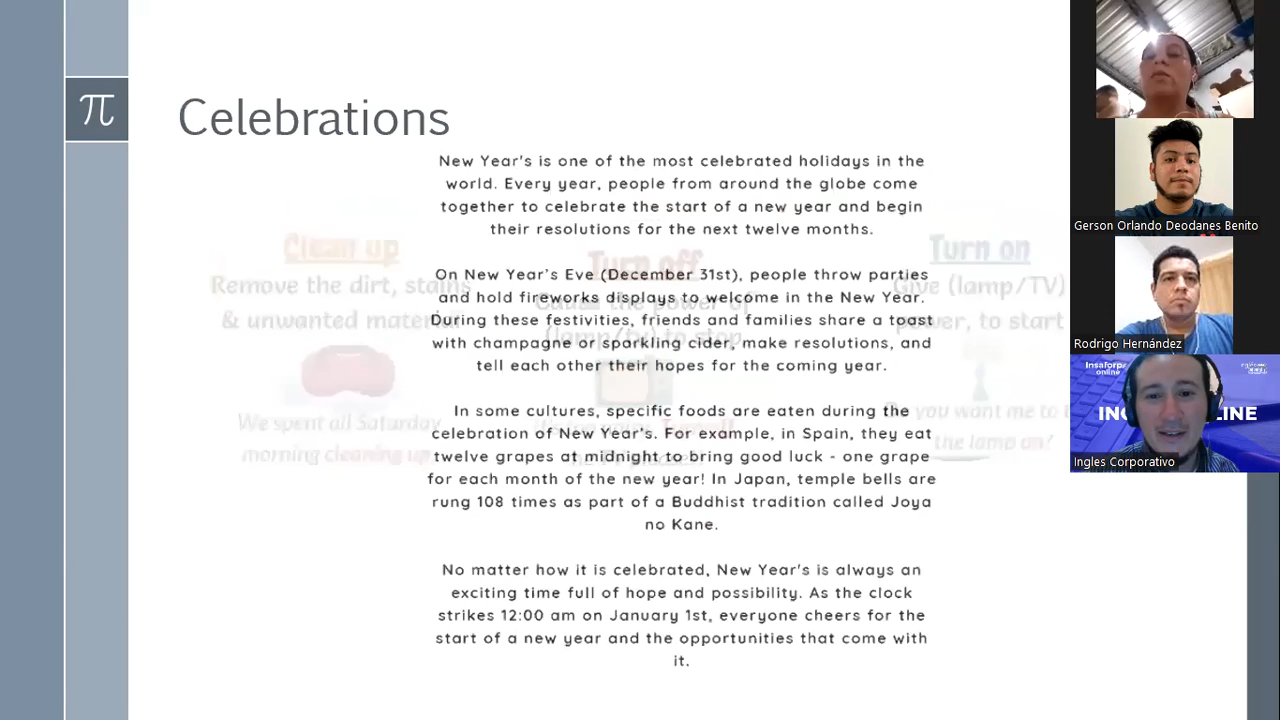 π
Celebrations
New Year's is one of the most celebrated holidays in the
world. Every year, people from around the globe come
together to celebrate the start of a new year and begin
their resolutions for the next twelve months.
On New Year's Eve (December 31st), people throw parties
and hold fireworks displays to welcome in the New Year.
During these festivities, friends and families share a toast
with champagne or sparkling cider, make resolutions, and
tell each other their hopes for the coming year.
In some cultures, specific foods are eaten during the
celebration of New Year's. For example, in Spain, they eat
twelve grapes at midnight to bring good luck - one grape
for each month of the new year! In Japan, temple bells are
rung 108 times as part of a Buddhist tradition called Joya
no Kane.
No matter how it is celebrated, New Year's is always an
exciting time full of hope and possibility. As the clock
strikes 12:00 am on January 1st, everyone cheers for the
start of a new year and the opportunities that come with
it.
Clean up
Remove the dirt, stains
& unwanted material
We spent all Saturday
morning cleaning up
Turn off
Cause the power of
(lamp/tv) to stop
Turn on
Give (lamp/TV)
power, to start
you want me to
the lamp on?
Gerson Orlando Deodanes Benito
Rodrigo Hernández
Insaforp
online
Ingles Corporativo